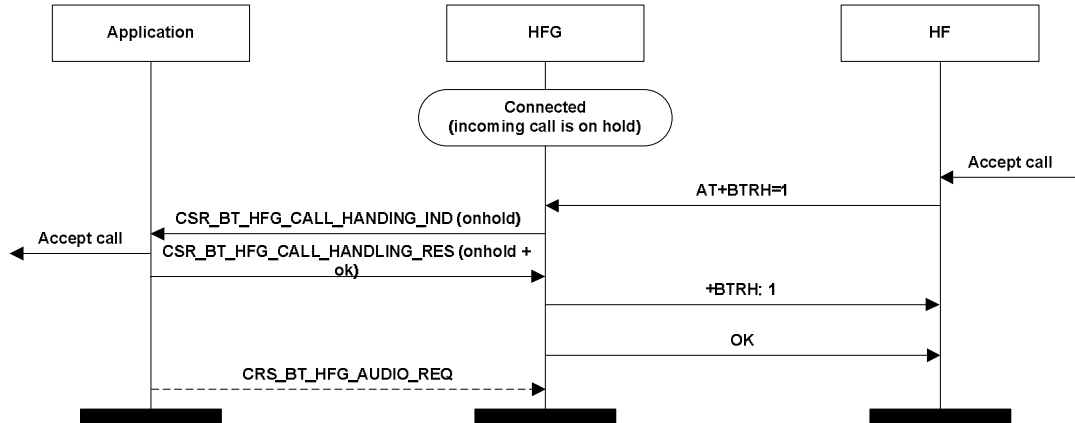 Application
HFG
HF
Connected
(incoming call is on hold)
Accept call
AT+BTRH=1
CSR_BT_HFG_CALL_HANDING_IND (onhold)
Accept call
CSR_BT_HFG_CALL_HANDLING_RES (onhold +
ok)
+BTRH: 1
OK
CRS_BT_HFG_AUDIO_REQ